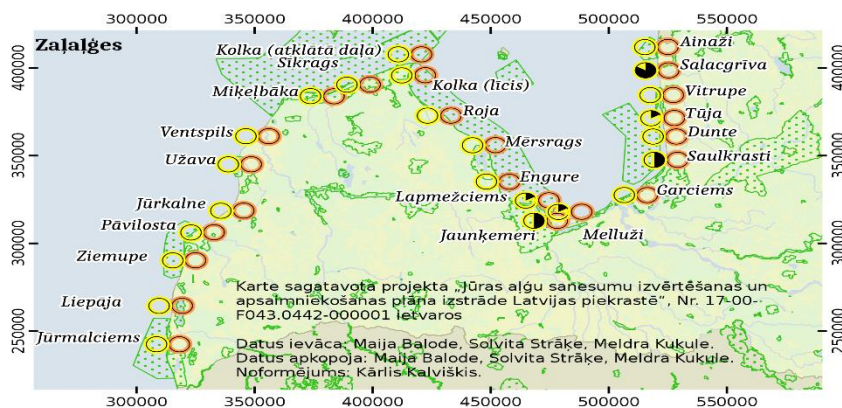 300000 350000 400000 450000 500000 550000
Zaļaļģes
Kolka (atklātā daļa)
Sīkrags
Miķeļbāka
Kolka (līcis)
Roja
Ventspils
Mērsrags
Užava
Engure
Lapmežciems
Jūrkalne
Pāvilosta
Jaunķemeri
Melluži
Ziemupe
Liepāja
Jūrmalciems
Ainaži
Salacgrīva
Vitrupe
Tūja
Dunte
Saulkrasti
Garciems
400000
350000
300000
250000
400000
350000
300000
250000
Karte sagatavota projekta „Jūras aļģu sanesumu izvērtēšanas un
apsaimniekošanas plāna izstrāde Latvijas piekrastē“, Nr. 17-00-
F043.0442-000001 ietvaros
Datus ievāca: Maija Balode, Solvita Strāķe, Meldra Kukule.
Datus apkopoja: Maija Balode, Solvita Strāķe, Meldra Kukule.
Noformējums: Kārlis Kalviškis.
300000 350000 400000 450000 500000 550000